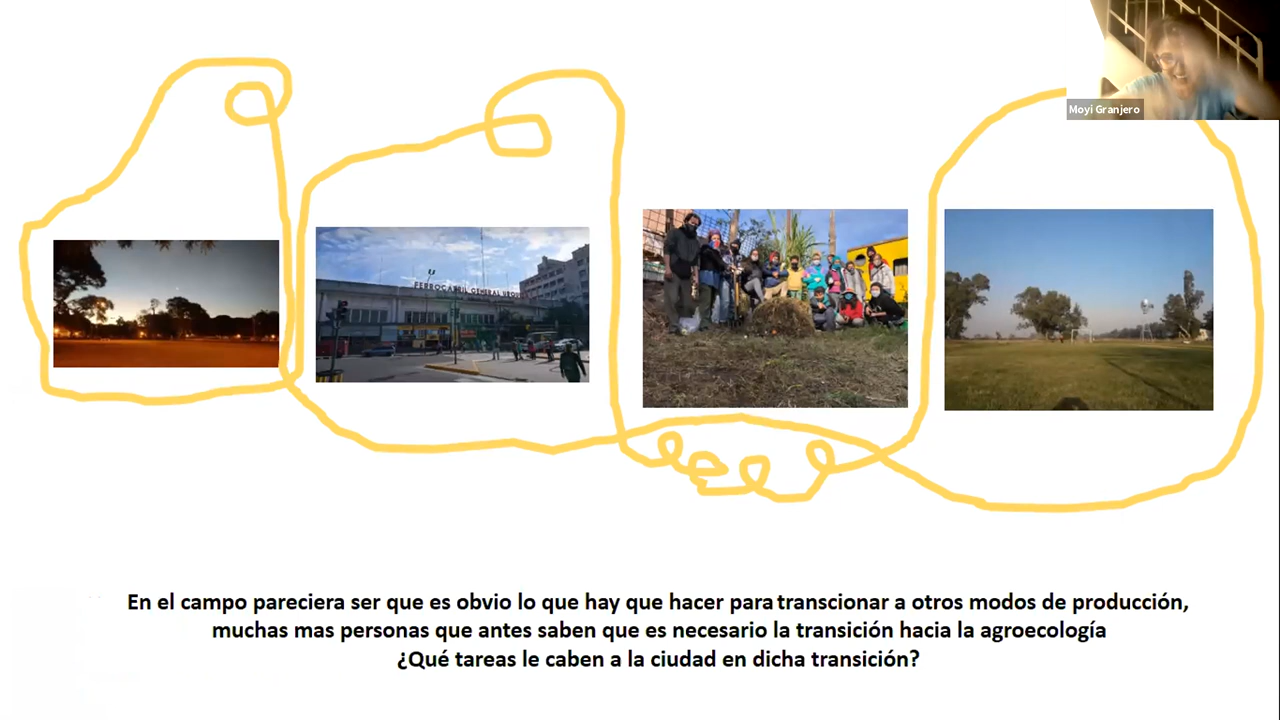 Moyi Granjero
FERROCARRIL GENERAL
En el campo pareciera ser que es obvio lo que hay que hacer para transcionar a otros modos de producción,
muchas mas personas que antes saben que es necesario la transición hacia la agroecología
¿Qué tareas le caben a la ciudad en dicha transición?